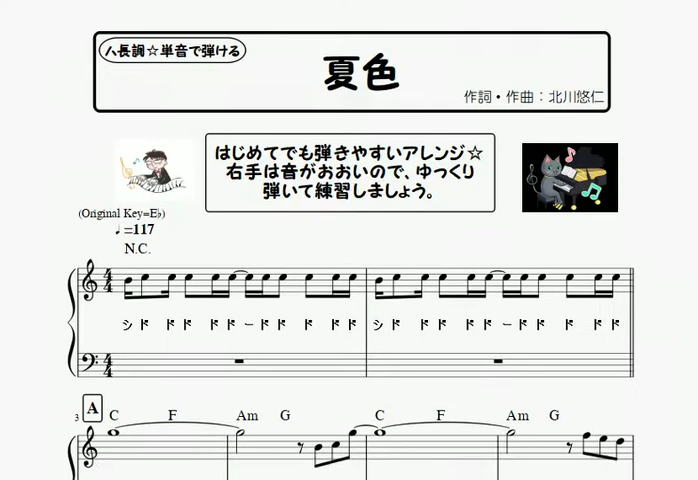 ハ長調☆単音で弾ける
夏色
作詞・作曲：北川悠仁
はじめてでも弾きやすいアレンジ☆
右手は音がおおいので、ゆっくり
弾いて練習しましょう。
(Original Key=E♭)
♩=117
N.C.
シド ドド ドドードド ド ドド シド ドド ドドードド ド ドド
3 A C F Am G C F Am G